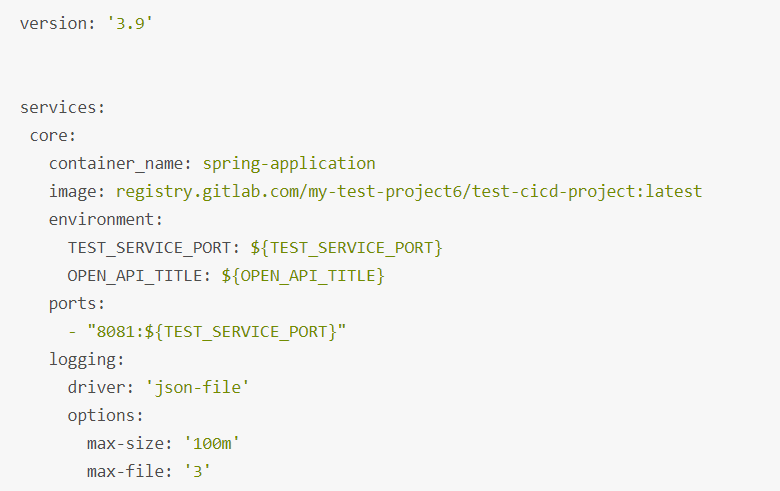 version: '3.9'
services:
 core:
   container_name: spring-application
   image: registry.gitlab.com/my-test-project6/test-cicd-project:latest
   environment:
     TEST_SERVICE_PORT: ${TEST_SERVICE_PORT}
     OPEN_API_TITLE: ${OPEN_API_TITLE}
   ports:
     - "8081:${TEST_SERVICE_PORT}"
   logging:
     driver: 'json-file'
     options:
       max-size: '100m'
       max-file: '3'